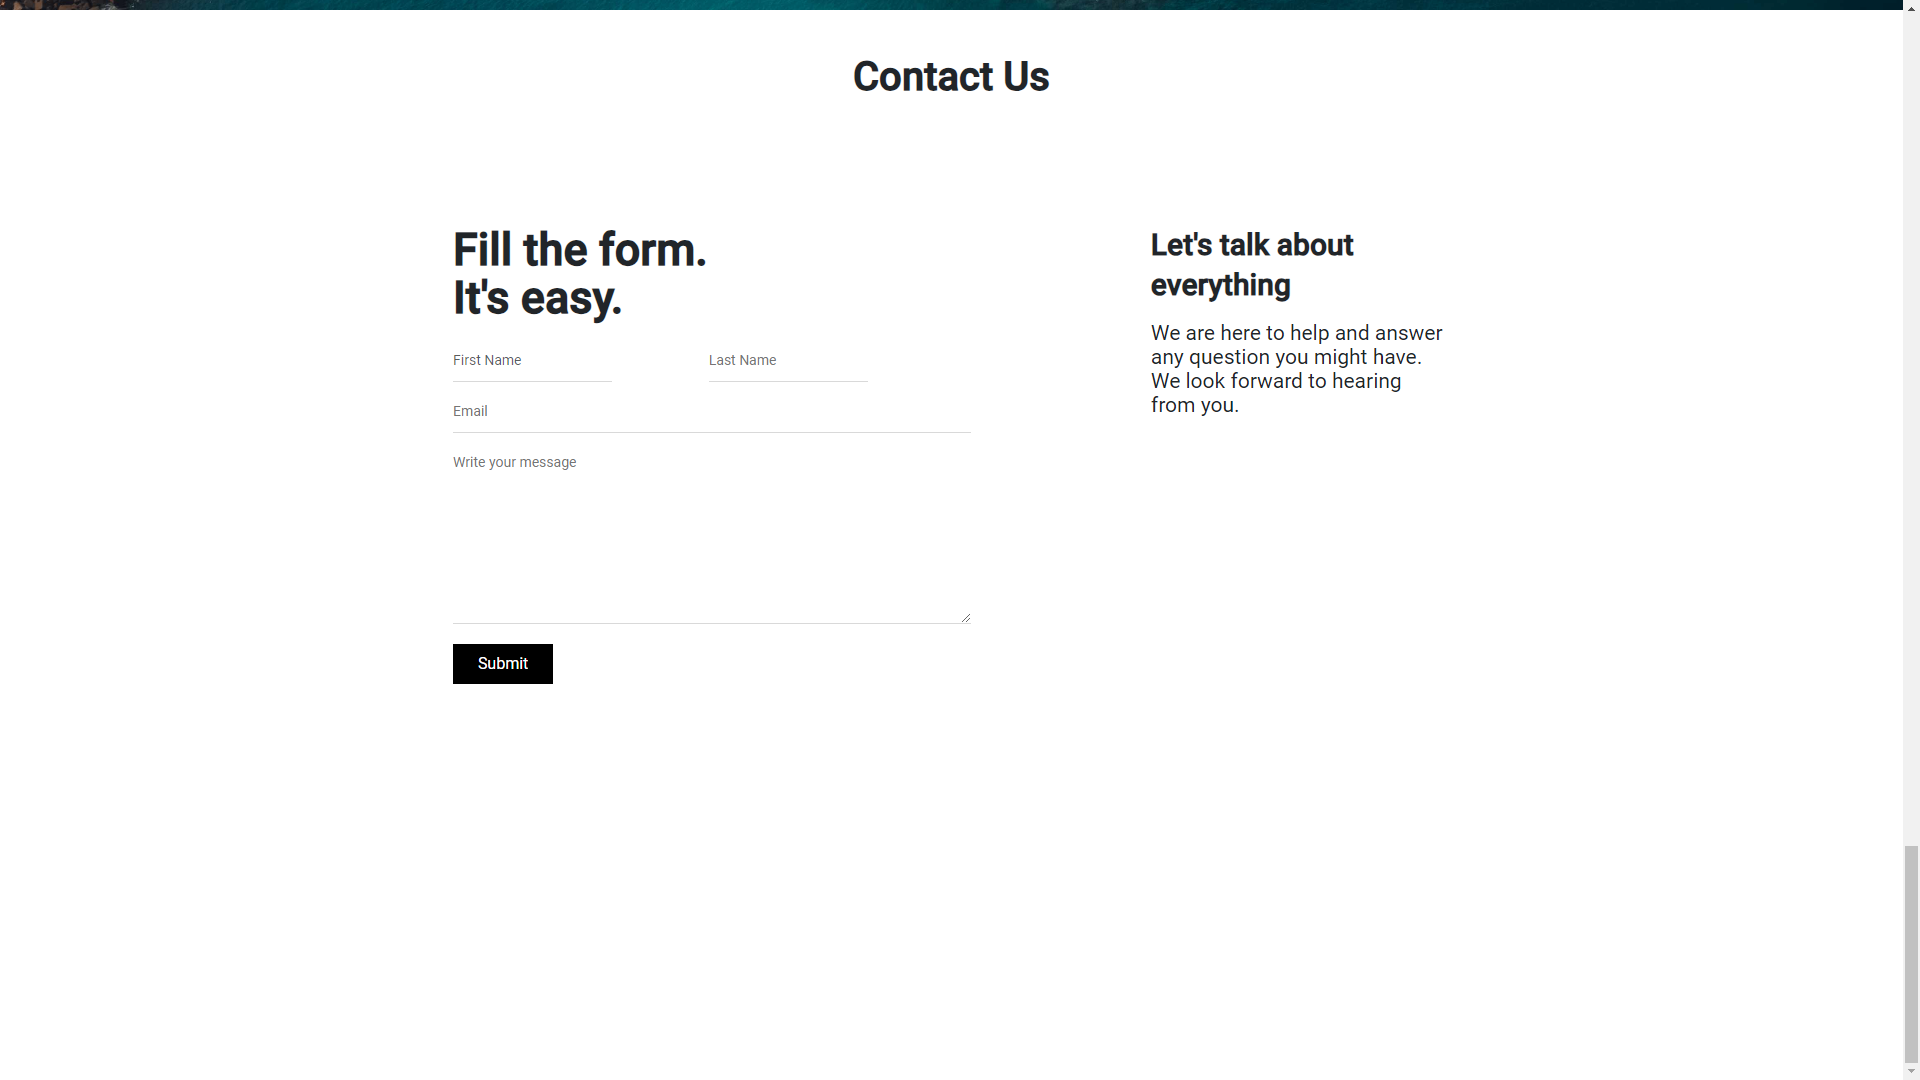 Contact Us
Fill the form.
It's easy.
First Name
Last Name
Email
Write your message
Submit
Let's talk about
everything
We are here to help and answer
any question you might have.
We look forward to hearing
from you.